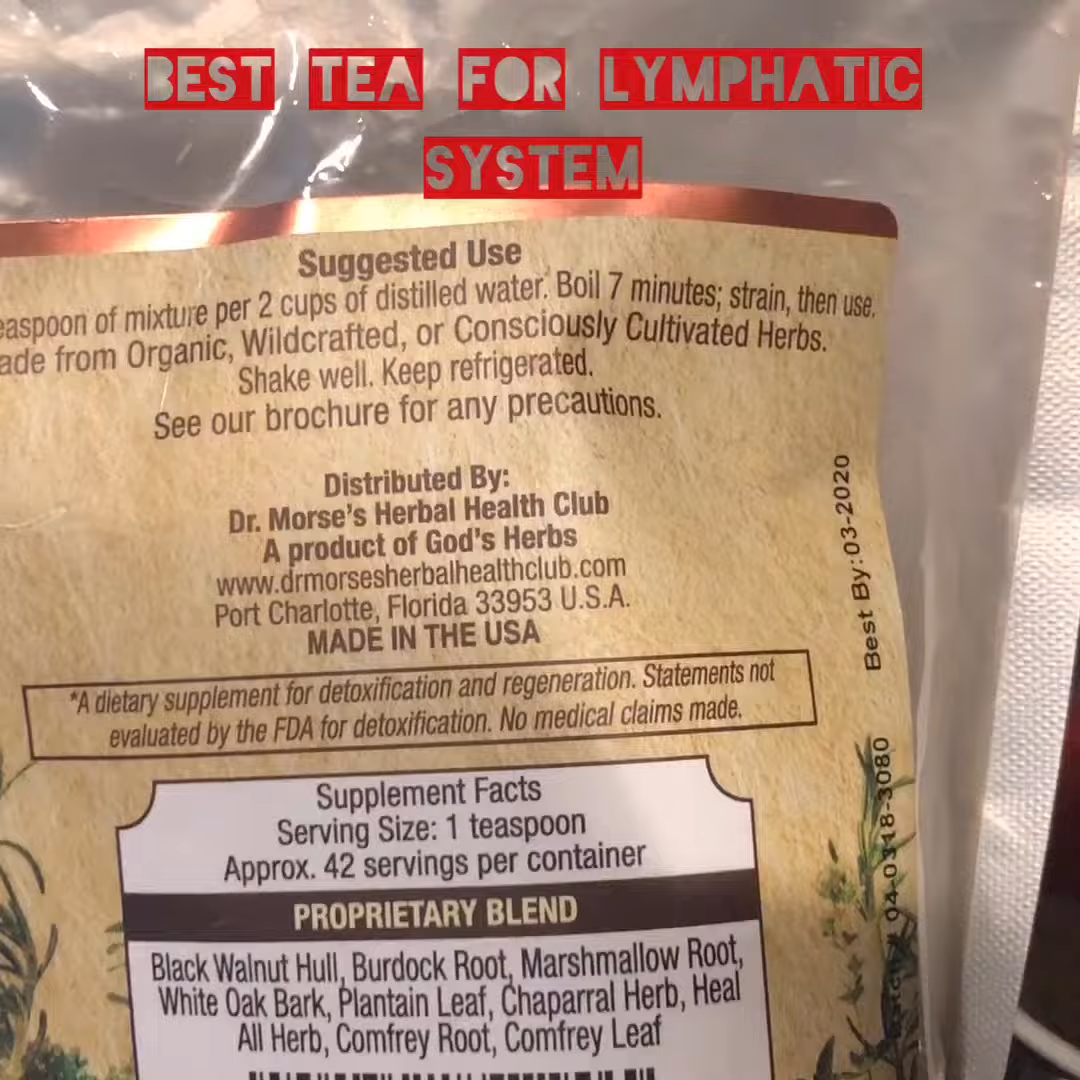 BEST TEA FOR LYMPHATIC
SYSTEM
Suggested Use
easpoon of mixture per 2 cups of distilled water. Boil 7 minutes; strain, then use.
ade from Organic, Wildcrafted, or Consciously Cultivated Herbs.
Shake well. Keep refrigerated.
See our brochure for any precautions.
Distributed By:
Dr. Morse's Herbal Health Club
A product of God's Herbs
www.drmorsesherbalhealthclub.com
Port Charlotte, Florida 33953 U.S.A.
MADE IN THE USA
*A dietary supplement for detoxification and regeneration. Statements not
evaluated by the FDA for detoxification. No medical claims made.
Supplement Facts
Serving Size: 1 teaspoon
Approx. 42 servings per container
PROPRIETARY BLEND
Black Walnut Hull, Burdock Root, Marshmallow Root,
White Oak Bark, Plantain Leaf, Chaparral Herb, Heal
All Herb, Comfrey Root, Comfrey Leaf
Best By:03-2020
04-0318-3080